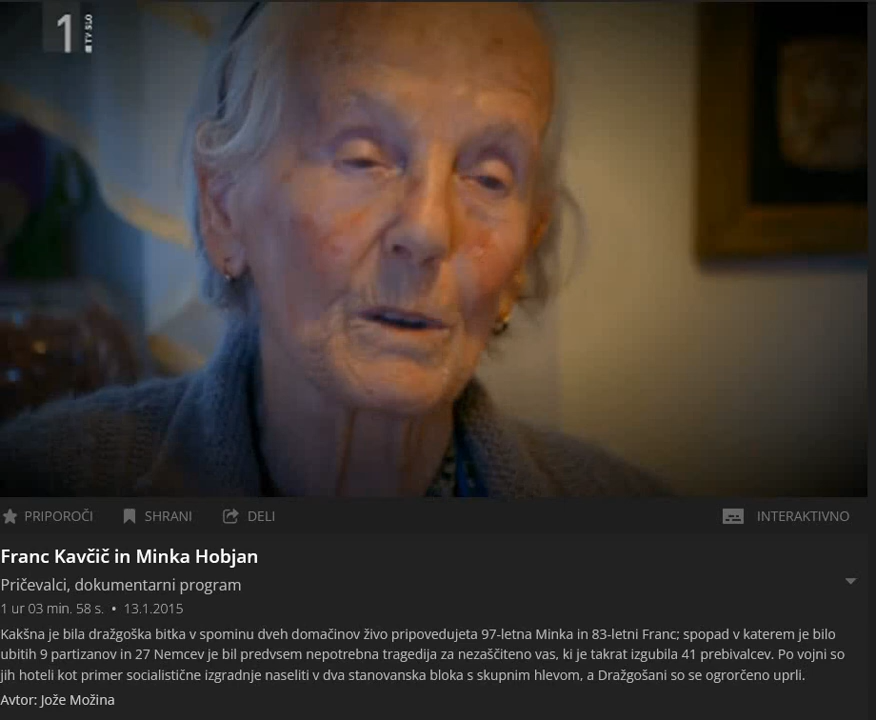 1
TV SLO
PRIPOROČI SHRANI DELI INTERAKTIVNO
Franc Kavčič in Minka Hobjan
Pričevalci, dokumentarni program
1 ur 03 min. 58 s. • 13.1.2015
Kakšna je bila dražgoška bitka v spominu dveh domačinov živo pripovedujeta 97-letna Minka in 83-letni Franc; spopad v katerem je bilo
ubitih 9 partizanov in 27 Nemcev je bil predvsem nepotrebna tragedija za nezaščiteno vas, ki je takrat izgubila 41 prebivalcev. Po vojni so
jih hoteli kot primer socialistične izgradnje naseliti v dva stanovanska bloka s skupnim hlevom, a Dražgošani so se ogrorčeno uprli.
Avtor: Jože Možina